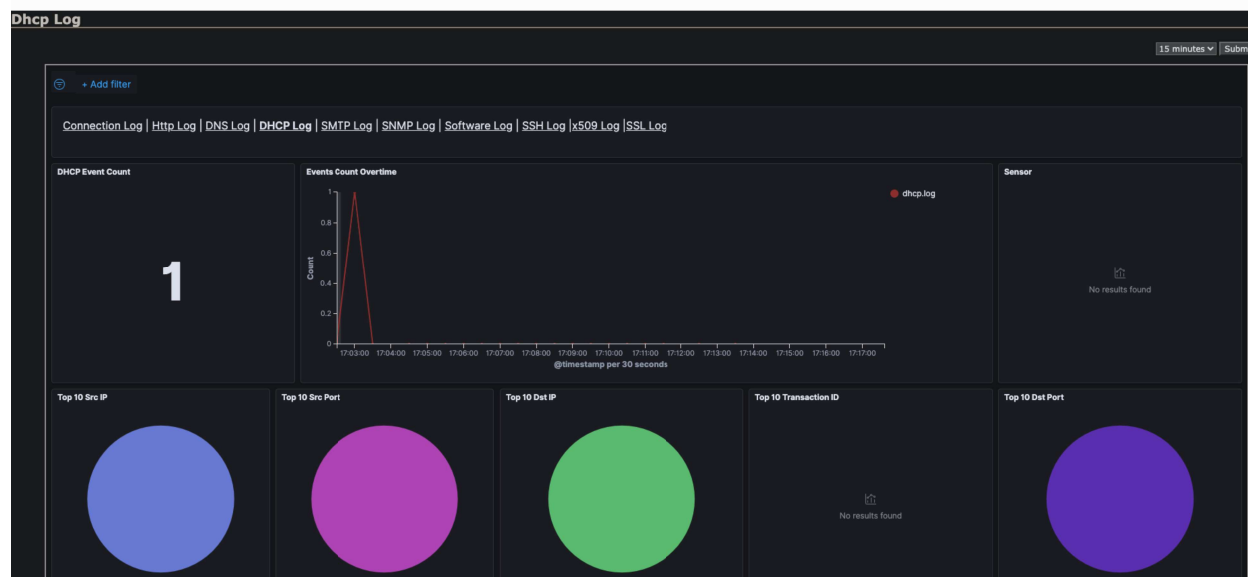 Dhcp Log
15 minutes Subm
+ Add filter
Connection Log | Http Log | DNS Log | DHCP Log | SMTP Log | SNMP Log | Software Log | SSH Log |x509 Log |SSL Log
DHCP Event Count
1
Events Count Overtime
dhcp.log
Count
1
0.8
0.6
0.4
0.2
0
17:03:00 17:04:00 17:05:00 17:06:00 17:07:00 17:08:00 17:09:00 17:10:00 17:11:00 17:12:00 17:13:00 17:14:00 17:15:00 17:16:00 17:17:00
@timestamp per 30 seconds
Sensor
No results found
Top 10 Src IP
Top 10 Src Port
Top 10 Dst IP
Top 10 Transaction ID
No results found
Top 10 Dst Port